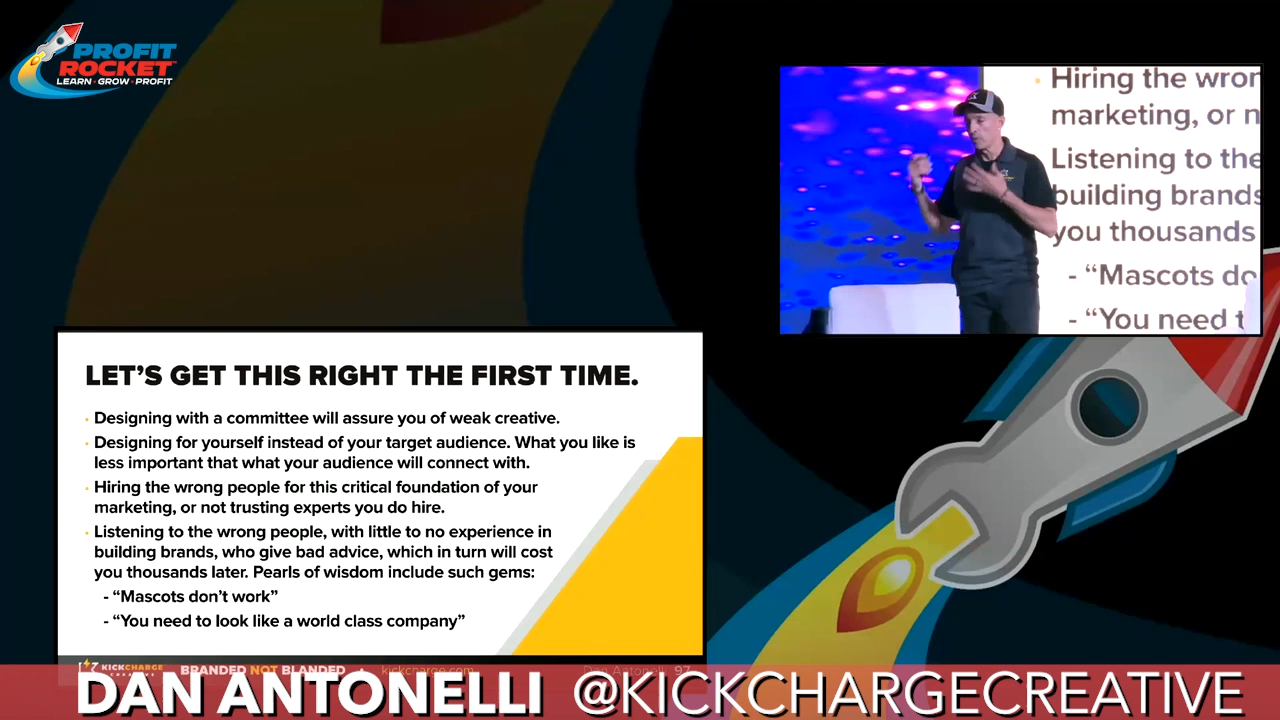 PROFIT
ROCKET
LEARN · GROW · PROFIT
Hiring the wron
marketing, or n
Listening to the
building brands
you thousands
- “Mascots do
- “You need t
LET’S GET THIS RIGHT THE FIRST TIME.
· Designing with a committee will assure you of weak creative.
· Designing for yourself instead of your target audience. What you like is
less important that what your audience will connect with.
· Hiring the wrong people for this critical foundation of your
marketing, or not trusting experts you do hire.
· Listening to the wrong people, with little to no experience in
building brands, who give bad advice, which in turn will cost
you thousands later. Pearls of wisdom include such gems:
- “Mascots don’t work”
- “You need to look like a world class company”
KICKCHARGE
CREATIVE
BRANDED NOT BLANDED • kickcharge.com Dan Antonelli
DAN ANTONELLI @KICKCHARGECREATIVE